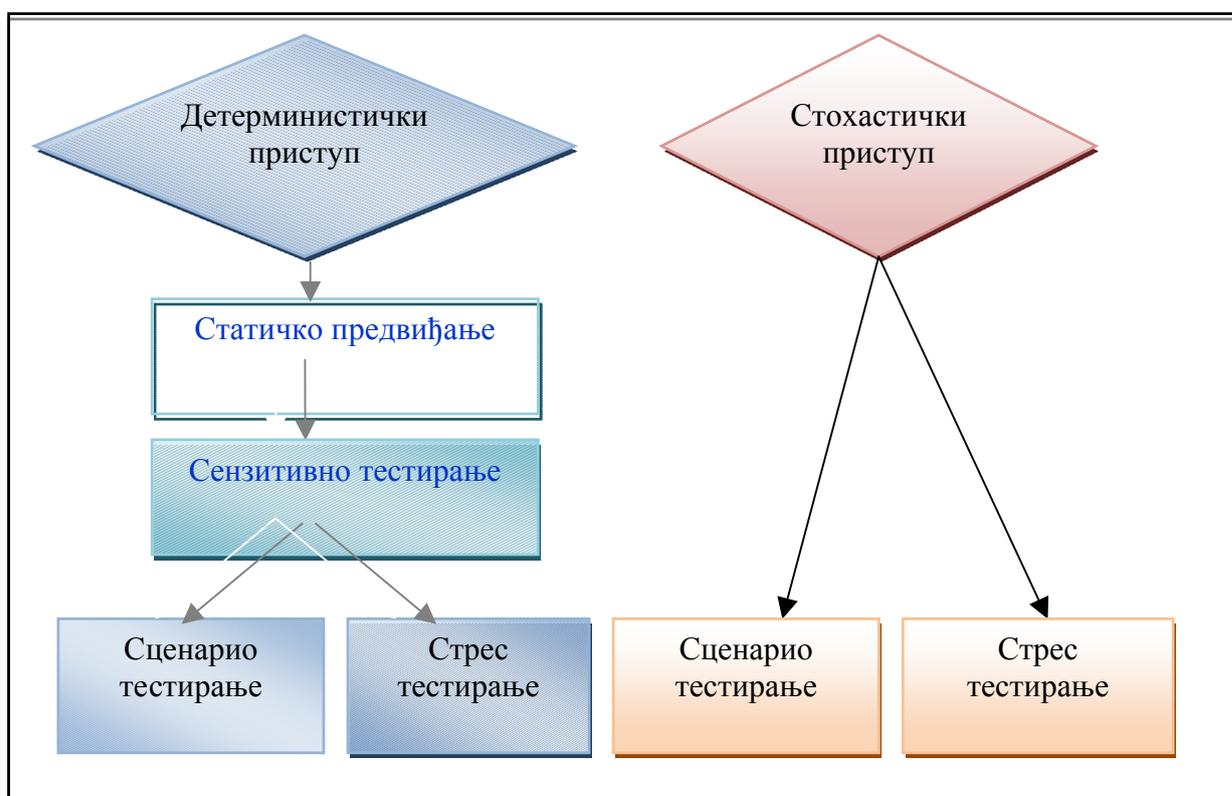 Детерминистички
приступ
Стохастички
приступ
Статичко предвиђање
Сензитивно тестирање
Сценарио
тестирање
Стрес
тестирање
Сценарио
тестирање
Стрес
тестирање